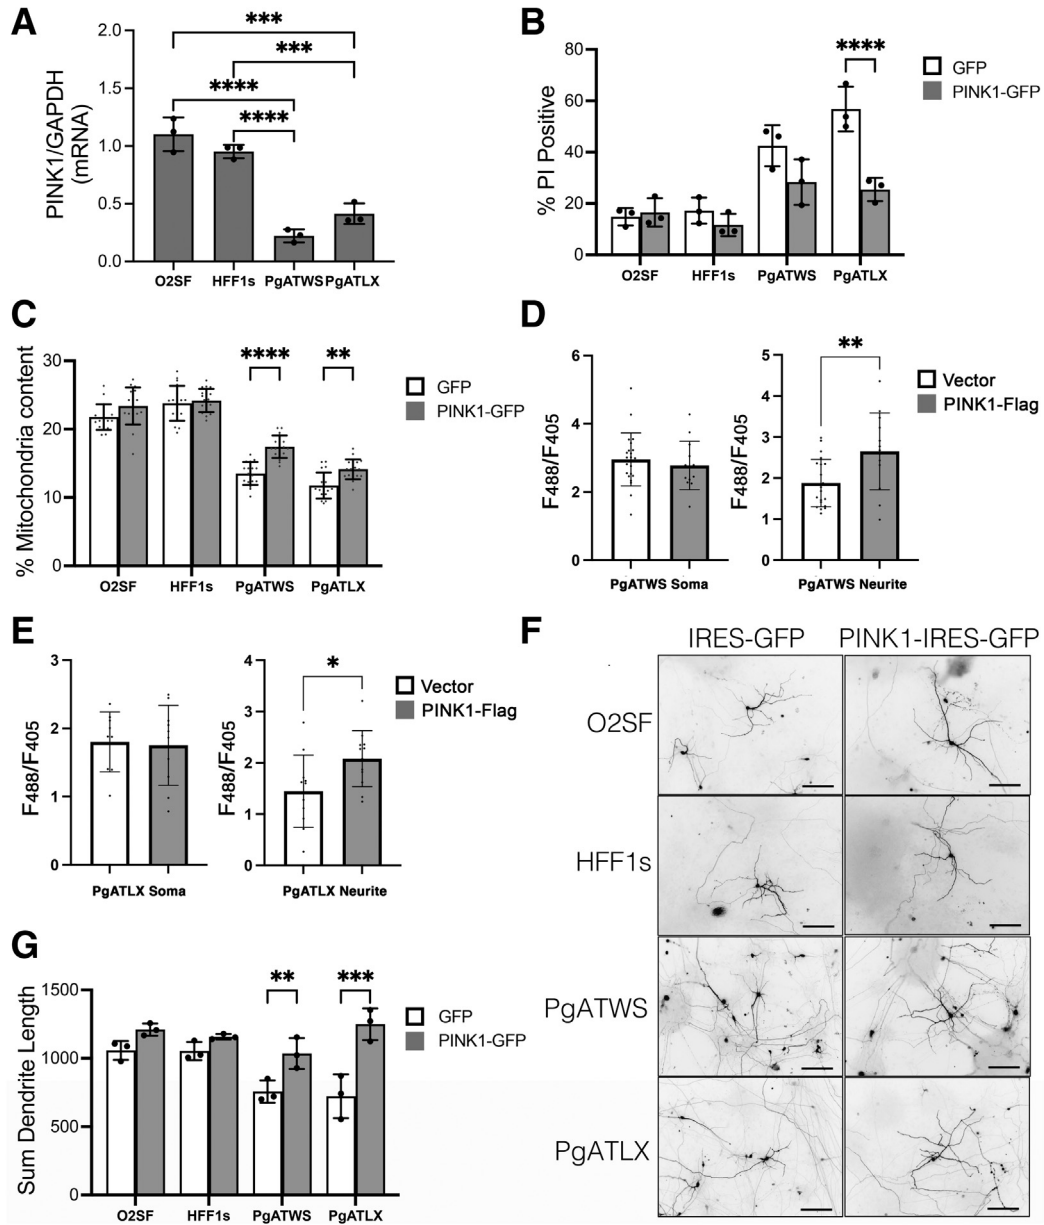 A
PINK1/GAPDH
(mRNA)
2.0
1.5
1.0
0.5
0.0
***
***
****
****
O2SF HFF1s PgATWS PgATLX
B
% PI Positive
80
60
40
20
0
****
GFP
PINK1-GFP
O2SF HFF1s PgATWS PgATLX
C
% Mitochondria content
30
20
10
0
****
**
GFP
PINK1-GFP
O2SF HFF1s PgATWS PgATLX
D
F488/F405
6
4
2
0
PgATWS Soma
F488/F405
5
4
3
2
1
0
**
PgATWS Neurite
Vector
PINK1-Flag
E
F488/F405
3
2
1
0
PgATLX Soma
F488/F405
4
3
2
1
0
*
PgATLX Neurite
Vector
PINK1-Flag
F
IRES-GFP PINK1-IRES-GFP
O2SF
HFF1s
PgATWS
PgATLX
G
Sum Dendrite Length
1500
1000
500
0
**
***
GFP
PINK1-GFP
O2SF HFF1s PgATWS PgATLX